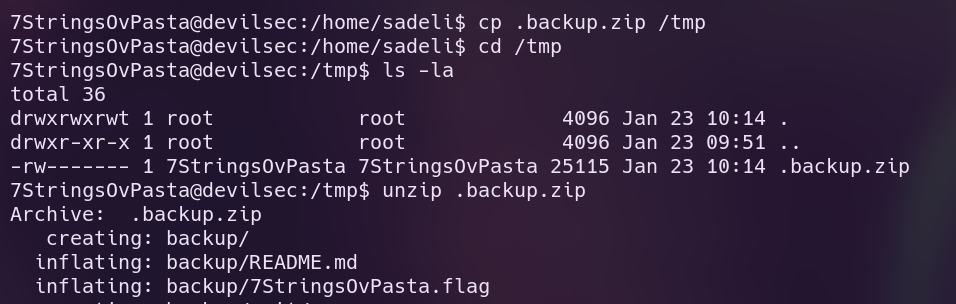 7StringsOvPasta@devilsec:/home/sadeli$ cp .backup.zip /tmp
7StringsOvPasta@devilsec:/home/sadeli$ cd /tmp
7StringsOvPasta@devilsec:/tmp$ ls -la
total 36
drwxrwxrwt 1 root            root             4096 Jan 23 10:14 .
drwxr-xr-x 1 root            root             4096 Jan 23 09:51 ..
-rw------- 1 7StringsOvPasta 7StringsOvPasta 25115 Jan 23 10:14 .backup.zip
7StringsOvPasta@devilsec:/tmp$ unzip .backup.zip
Archive:  .backup.zip
   creating: backup/
  inflating: backup/README.md
  inflating: backup/7StringsOvPasta.flag